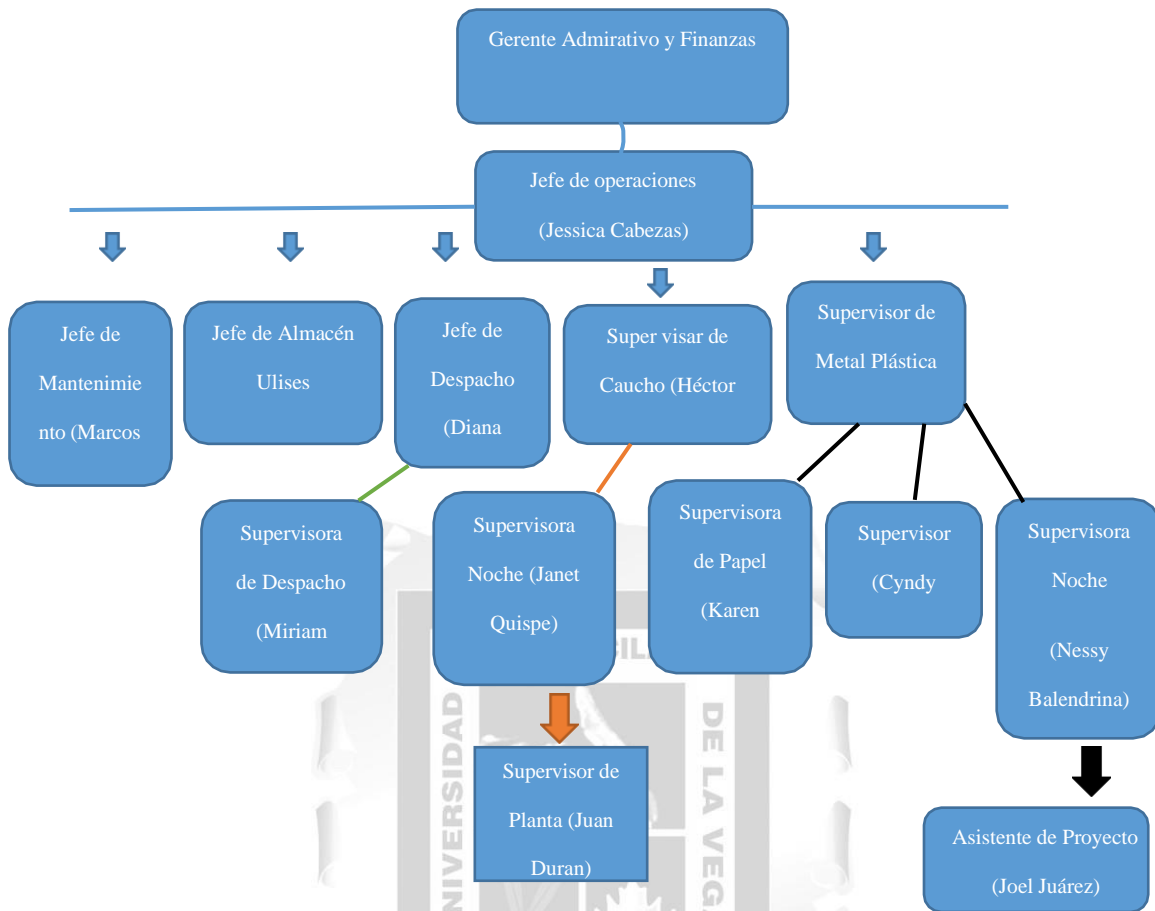 Gerente Admirativo y Finanzas
Jefe de operaciones
(Jessica Cabezas)
Jefe de
Mantenimie
nto (Marcos
Jefe de Almacén
Ulises
Jefe de
Despacho
(Diana
Super visar de
Caucho (Héctor
Supervisor de
Metal Plástica
Supervisora
de Despacho
(Miriam
Supervisora
Noche (Janet
Quispe)
Supervisora
de Papel
(Karen
Supervisor
(Cyndy
Supervisora
Noche
(Nessy
Balendrina)
Supervisor de
Planta (Juan
Duran)
Asistente de Proyecto
(Joel Juárez)
DE LA VEGA